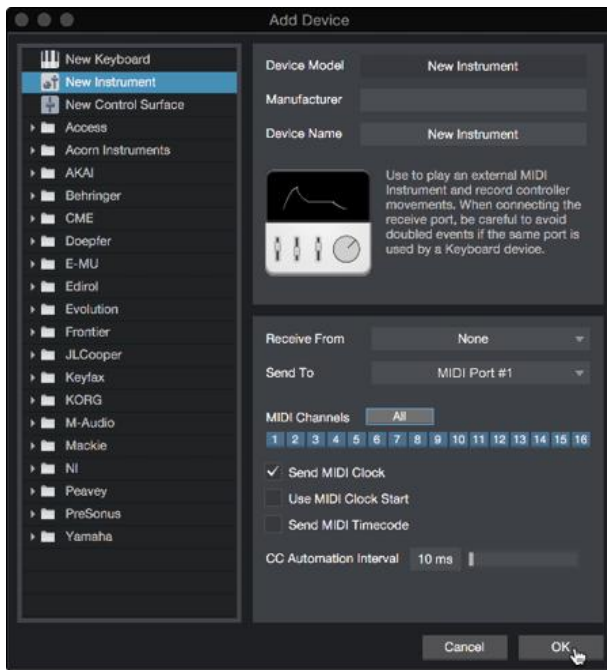 Add Device
New Keyboard
New Instrument
New Control Surface
Access
Acorn Instruments
AKAI
Behringer
CME
Doepfer
E-MU
Edirol
Evolution
Frontier
JLCooper
Keyfax
KORG
M-Audio
Mackie
NI
Peavey
PreSonus
Yamaha
Device Model New Instrument
Manufacturer
Device Name New Instrument
Use to play an external MIDI
Instrument and record controller
movements. When connecting the
receive port, be careful to avoid
doubled events if the same port is
used by a Keyboard device.
Receive From None
Send To MIDI Port #1
MIDI Channels All
1 2 3 4 5 6 7 8 9 10 11 12 13 14 15 16
Send MIDI Clock
Use MIDI Clock Start
Send MIDI Timecode
CC Automation Interval 10 ms
Cancel OK